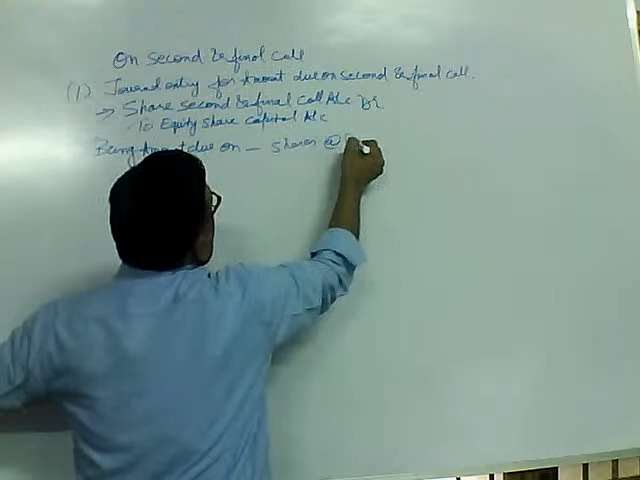 On second & final call
(1) Journal entry for Amount due on second & final call.
→ Share second & final call A/c Dr.
To Equity share capital A/c
Being Amount due on — shares @